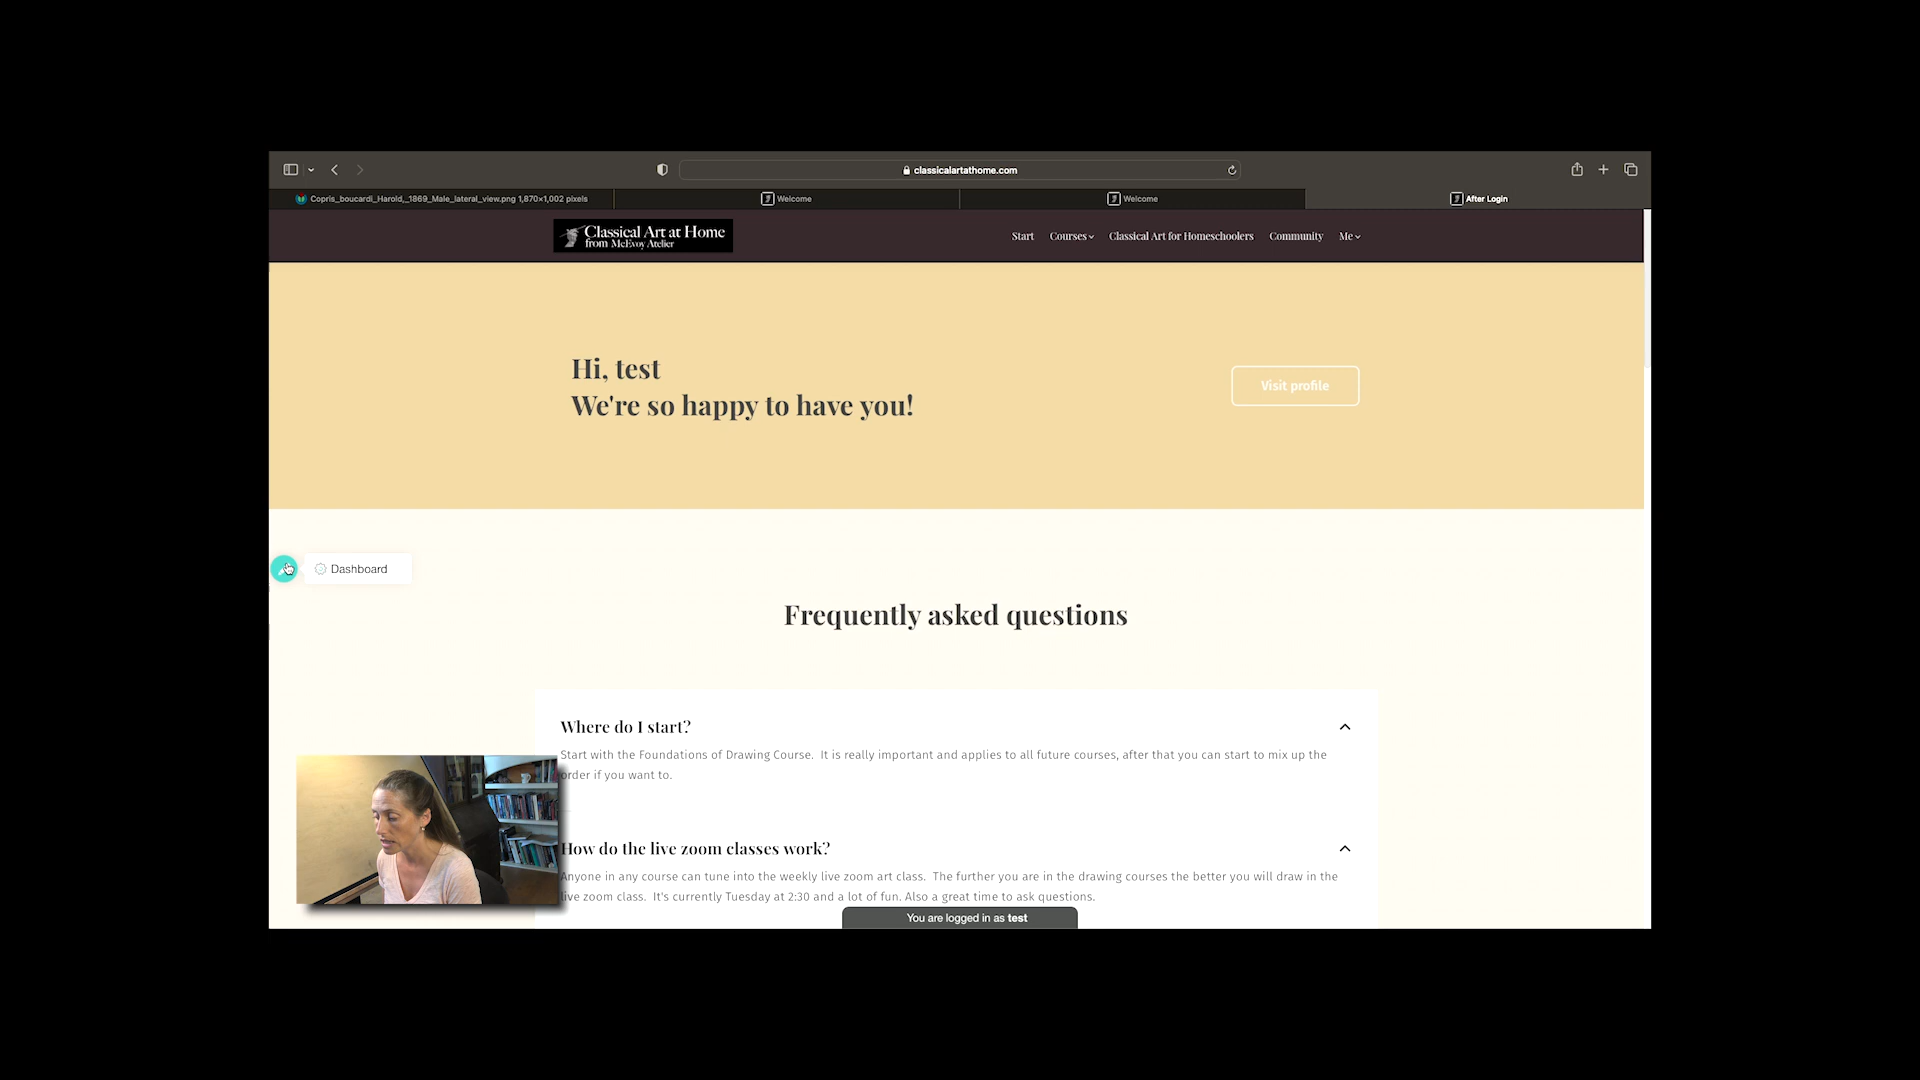 classicalartathome.com
Copris_boucardi_Harold,_1869_Male_lateral_view.png 1,870×1,002 pixels
Welcome
Welcome
After Login
Classical Art at Home
from McEvoy Atelier
Start
Courses
Classical Art for Homeschoolers
Community
Me
Hi, test
We're so happy to have you!
Visit profile
Dashboard
Frequently asked questions
Where do I start?
Start with the Foundations of Drawing Course. It is really important and applies to all future courses, after that you can start to mix up the
order if you want to.
How do the live zoom classes work?
Anyone in any course can tune into the weekly live zoom art class. The further you are in the drawing courses the better you will draw in the
live zoom class. It's currently Tuesday at 2:30 and a lot of fun. Also a great time to ask questions.
You are logged in as test